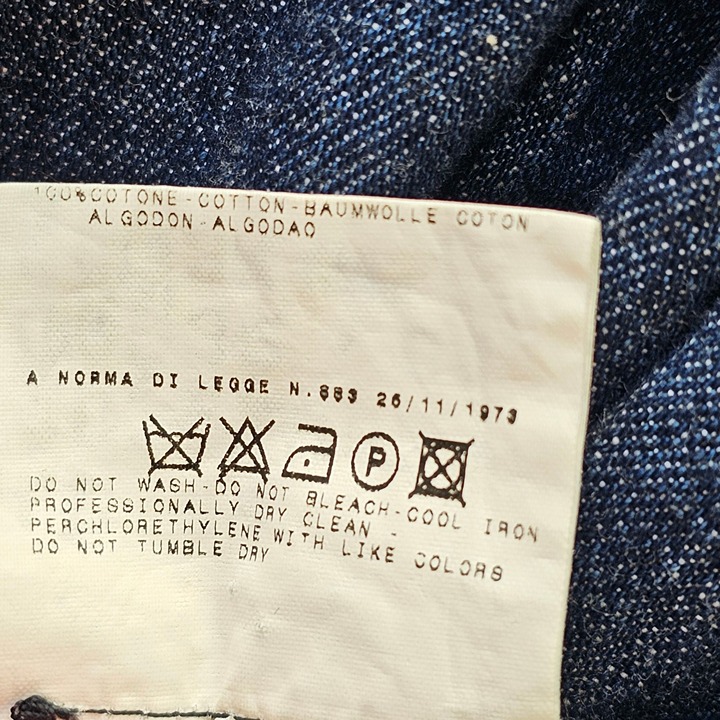 100%COTONE-COTTON-BAUMWOLLE COTON
ALGODON-ALGODAO
A NORMA DI LEGGE N.883 26/11/1973
P
DO NOT WASH-DO NOT BLEACH-COOL IRON
PROFESSIONALLY DRY CLEAN -
PERCHLORETHYLENE WITH LIKE COLORS
DO NOT TUMBLE DRY